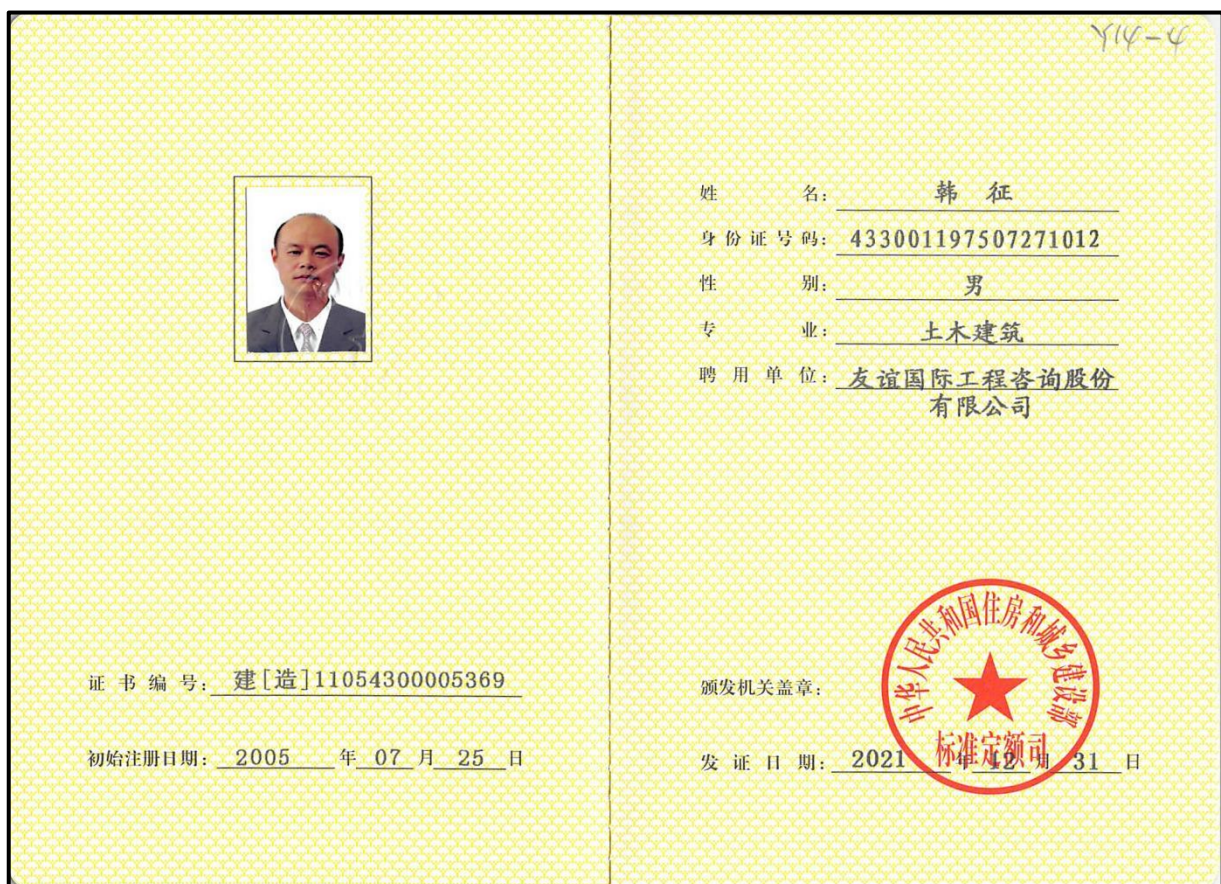 Y14-4
证书编号: 建[造]11054300005369
初始注册日期: 2005 年 07 月 25 日
姓名: 韩征
身份证号码: 433001197507271012
性别: 男
专业: 土木建筑
聘用单位: 友谊国际工程咨询股份
有限公司
颁发机关盖章:
中华人民共和国住房和城乡建设部
标准定额司
发证日期: 2021 年 12 月 31 日